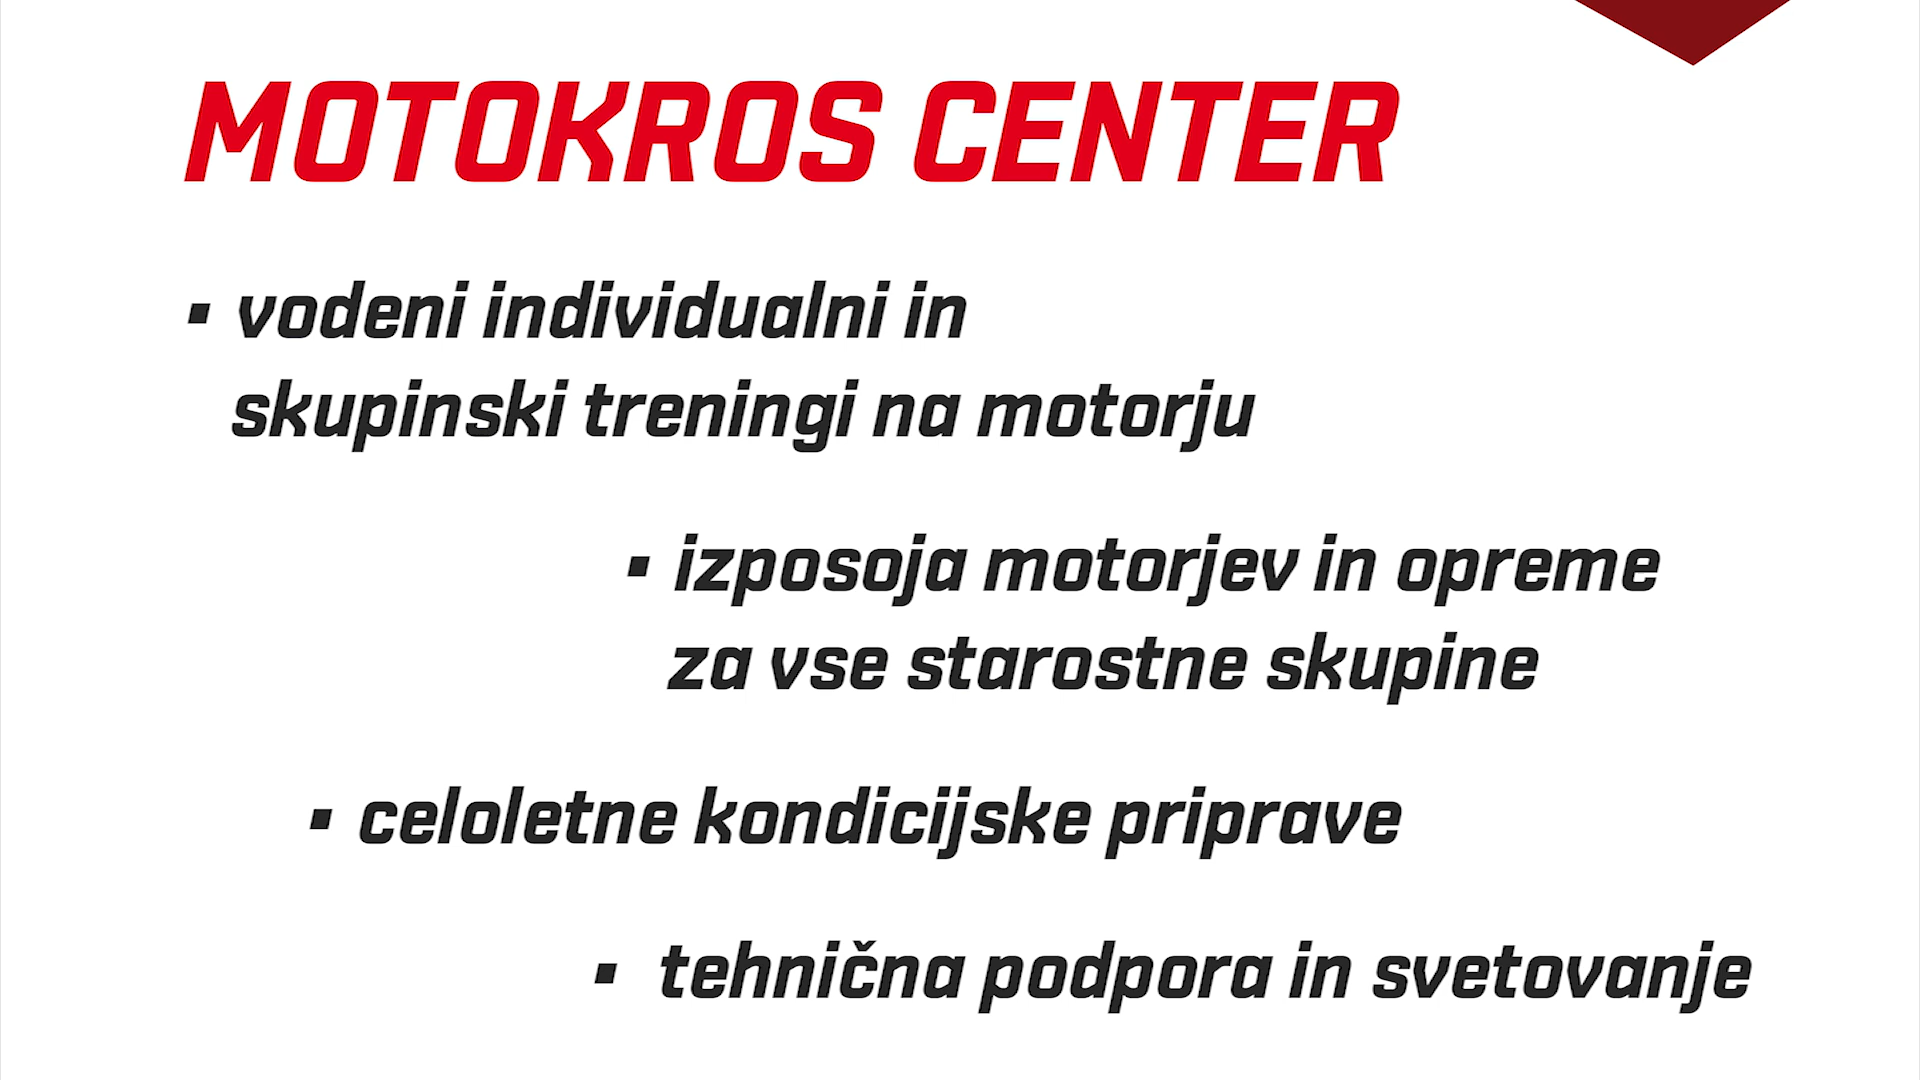 MOTOKROS CENTER
▪ vodeni individualni in
skupinski treningi na motorju
▪ izposoja motorjev in opreme
za vse starostne skupine
▪ celoletne kondicijske priprave
▪ tehnična podpora in svetovanje